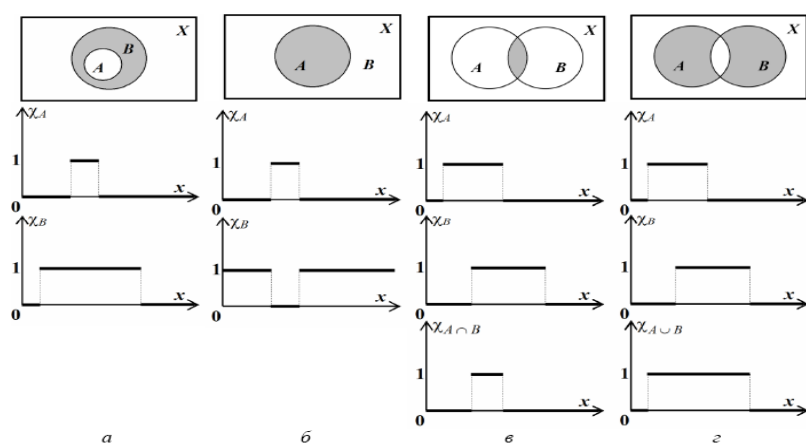 X X X X
B
A A B A B A B
χA χA χA χA
1 x 1 x 1 x 1 x
0 0 0 0
χB χB χB χB
1 x 1 x 1 x 1 x
0 0 0 0
χA ∩ B χA ∪ B
1 x 1 x
0 0
а б в г